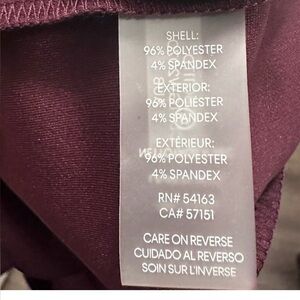 SHELL:
96% POLYESTER
4% SPANDEX
EXTERIOR:
96% POLIÉSTER
4% SPANDEX
EXTÉRIEUR:
96% POLYESTER
4% SPANDEX
RN# 54163
CA# 57151
CARE ON REVERSE
CUIDADO AL REVERSO
SOIN SUR L'INVERSE